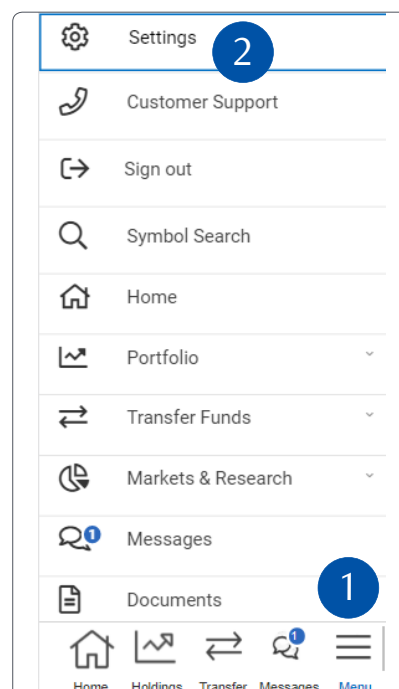 Settings
2
Customer Support
Sign out
Symbol Search
Home
Portfolio
Transfer Funds
Markets & Research
1
Messages
1
Documents
1
Home Holdings Transfer Messages Menu